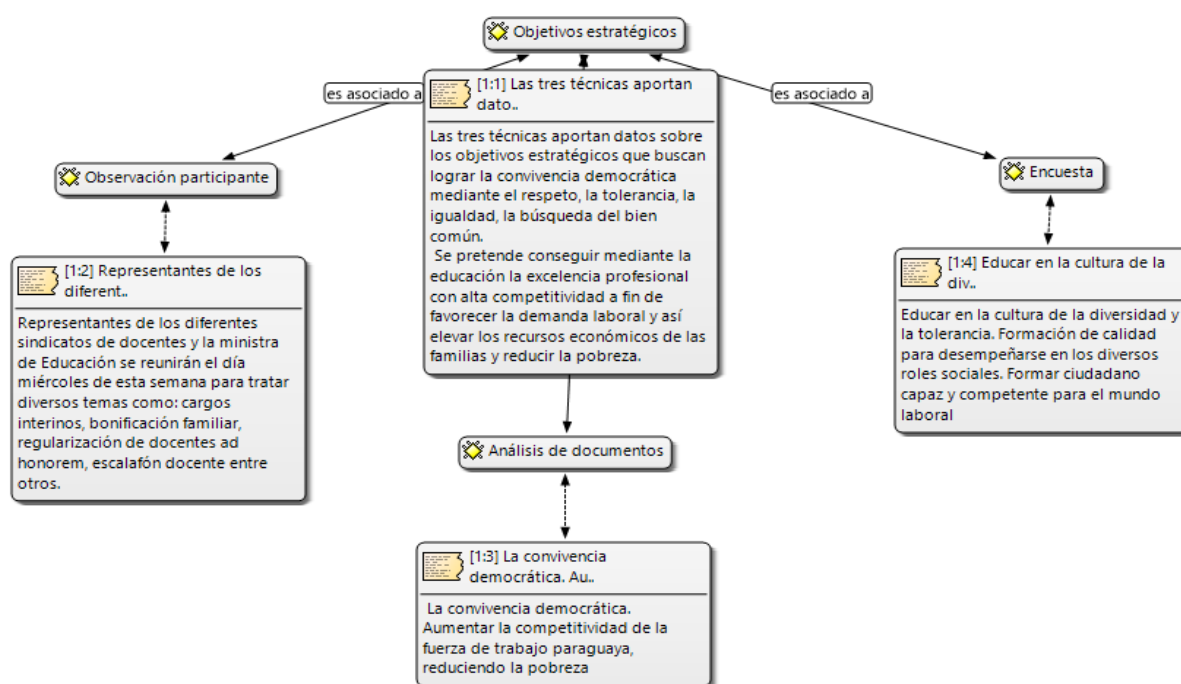 Objetivos estratégicos
es asociado a
es asociado a
[1:1] Las tres técnicas aportan
dato..
Las tres técnicas aportan datos sobre
los objetivos estratégicos que buscan
lograr la convivencia democrática
mediante el respeto, la tolerancia, la
igualdad, la búsqueda del bien
común.
Se pretende conseguir mediante la
educación la excelencia profesional
con alta competitividad a fin de
favorecer la demanda laboral y así
elevar los recursos económicos de las
familias y reducir la pobreza.
Observación participante
[1:2] Representantes de los
diferent..
Representantes de los diferentes
sindicatos de docentes y la ministra
de Educación se reunirán el día
miércoles de esta semana para tratar
diversos temas como: cargos
interinos, bonificación familiar,
regularización de docentes ad
honorem, escalafón docente entre
otros.
Encuesta
[1:4] Educar en la cultura de la
div..
Educar en la cultura de la diversidad y
la tolerancia. Formación de calidad
para desempeñarse en los diversos
roles sociales. Formar ciudadano
capaz y competente para el mundo
laboral
Análisis de documentos
[1:3] La convivencia
democrática. Au..
La convivencia democrática.
Aumentar la competitividad de la
fuerza de trabajo paraguaya,
reduciendo la pobreza